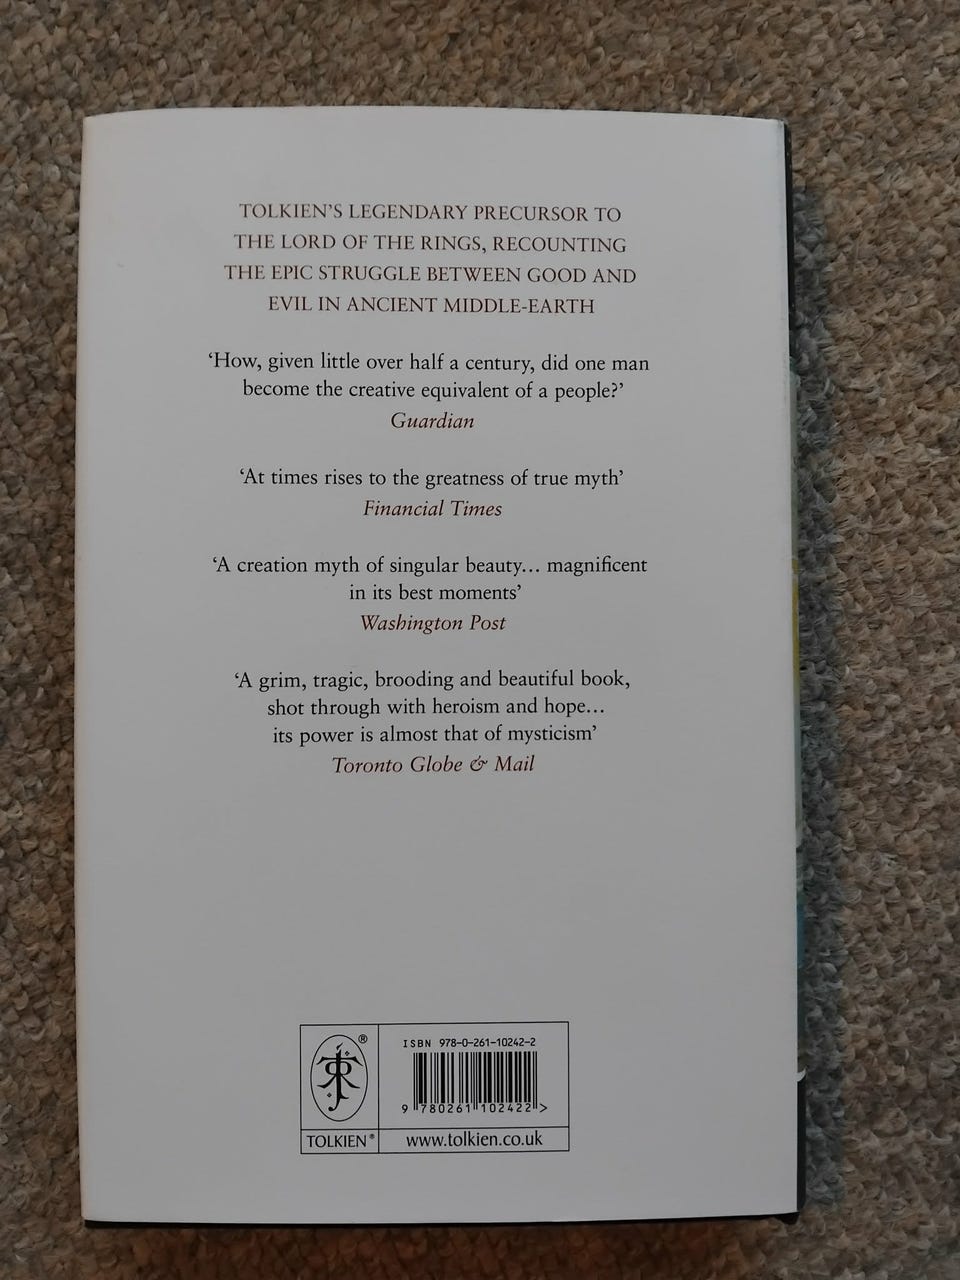 TOLKIEN’S LEGENDARY PRECURSOR TO
THE LORD OF THE RINGS, RECOUNTING
THE EPIC STRUGGLE BETWEEN GOOD AND
EVIL IN ANCIENT MIDDLE-EARTH
‘How, given little over half a century, did one man
become the creative equivalent of a people?’
Guardian
‘At times rises to the greatness of true myth’
Financial Times
‘A creation myth of singular beauty… magnificent
in its best moments’
Washington Post
‘A grim, tragic, brooding and beautiful book,
shot through with heroism and hope…
its power is almost that of mysticism’
Toronto Globe & Mail
®
ISBN 978-0-261-10242-2
9 780261 102422 >
TOLKIEN®
www.tolkien.co.uk